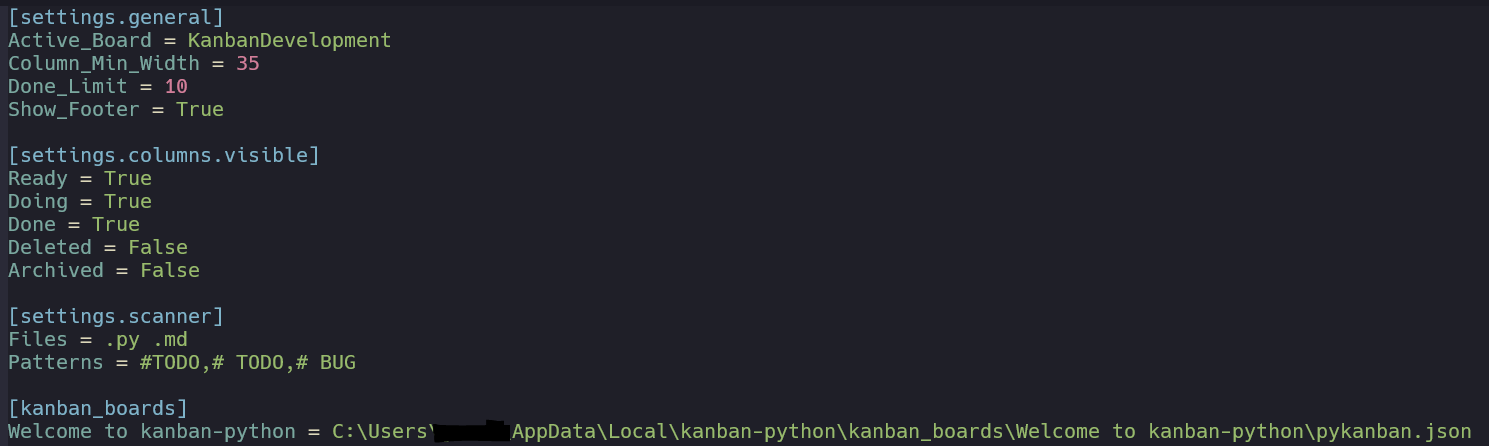 [settings.general]
Active_Board = KanbanDevelopment
Column_Min_Width = 35
Done_Limit = 10
Show_Footer = True
[settings.columns.visible]
Ready = True
Doing = True
Done = True
Deleted = False
Archived = False
[settings.scanner]
Files = .py .md
Patterns = #TODO,# TODO,# BUG
[kanban_boards]
Welcome to kanban-python = C:\Users\ AppData\Local\kanban-python\kanban_boards\Welcome to kanban-python\pykanban.json